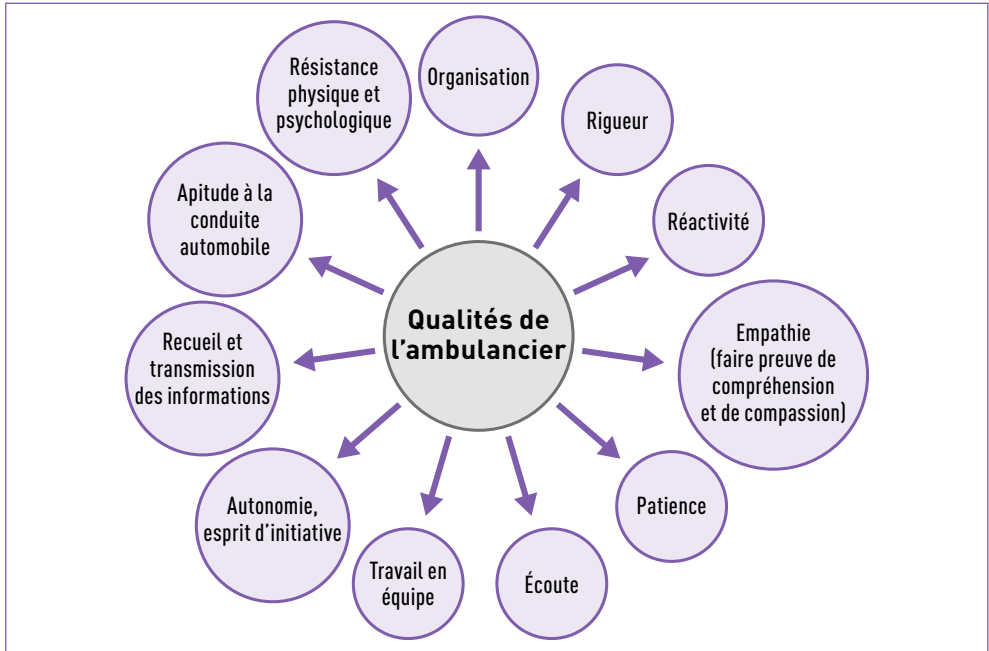 Qualités de
l'ambulancier
Organisation
Rigueur
Réactivité
Empathie
(faire preuve de
compréhension
et de compassion)
Patience
Écoute
Travail en
équipe
Autonomie,
esprit d'initiative
Recueil et
transmission
des informations
Apitude à la
conduite
automobile
Résistance
physique et
psychologique